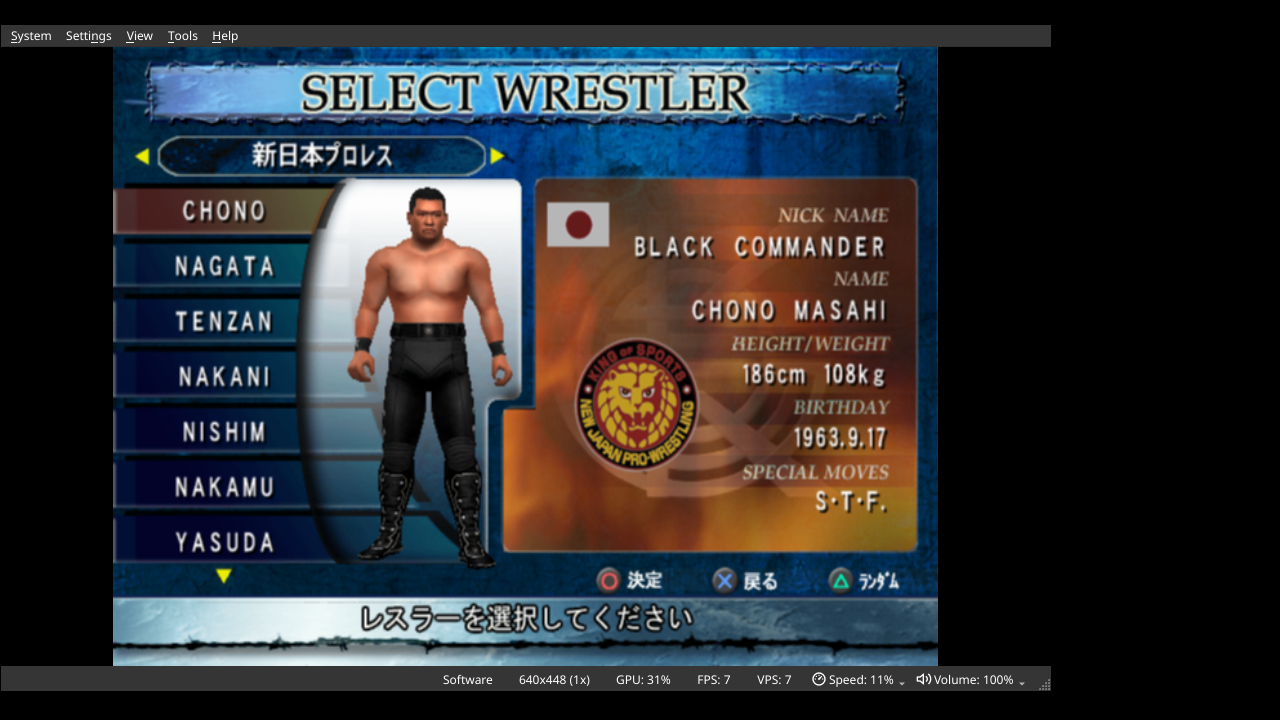 System Settings View Tools Help
SELECT WRESTLER
新日本プロレス
CHONO
NAGATA
TENZAN
NAKANI
NISHIM
NAKAMU
YASUDA
NICK NAME
BLACK COMMANDER
NAME
CHONO MASAHI
HEIGHT/WEIGHT
186cm 108kg
BIRTHDAY
1963.9.17
SPECIAL MOVES
S·T·F.
KING OF SPORTS
NEW JAPAN PRO-WRESTLING
決定 戻る ランダム
レスラーを選択してください
Software 640x448 (1x) GPU: 31% FPS: 7 VPS: 7 Speed: 11% Volume: 100%